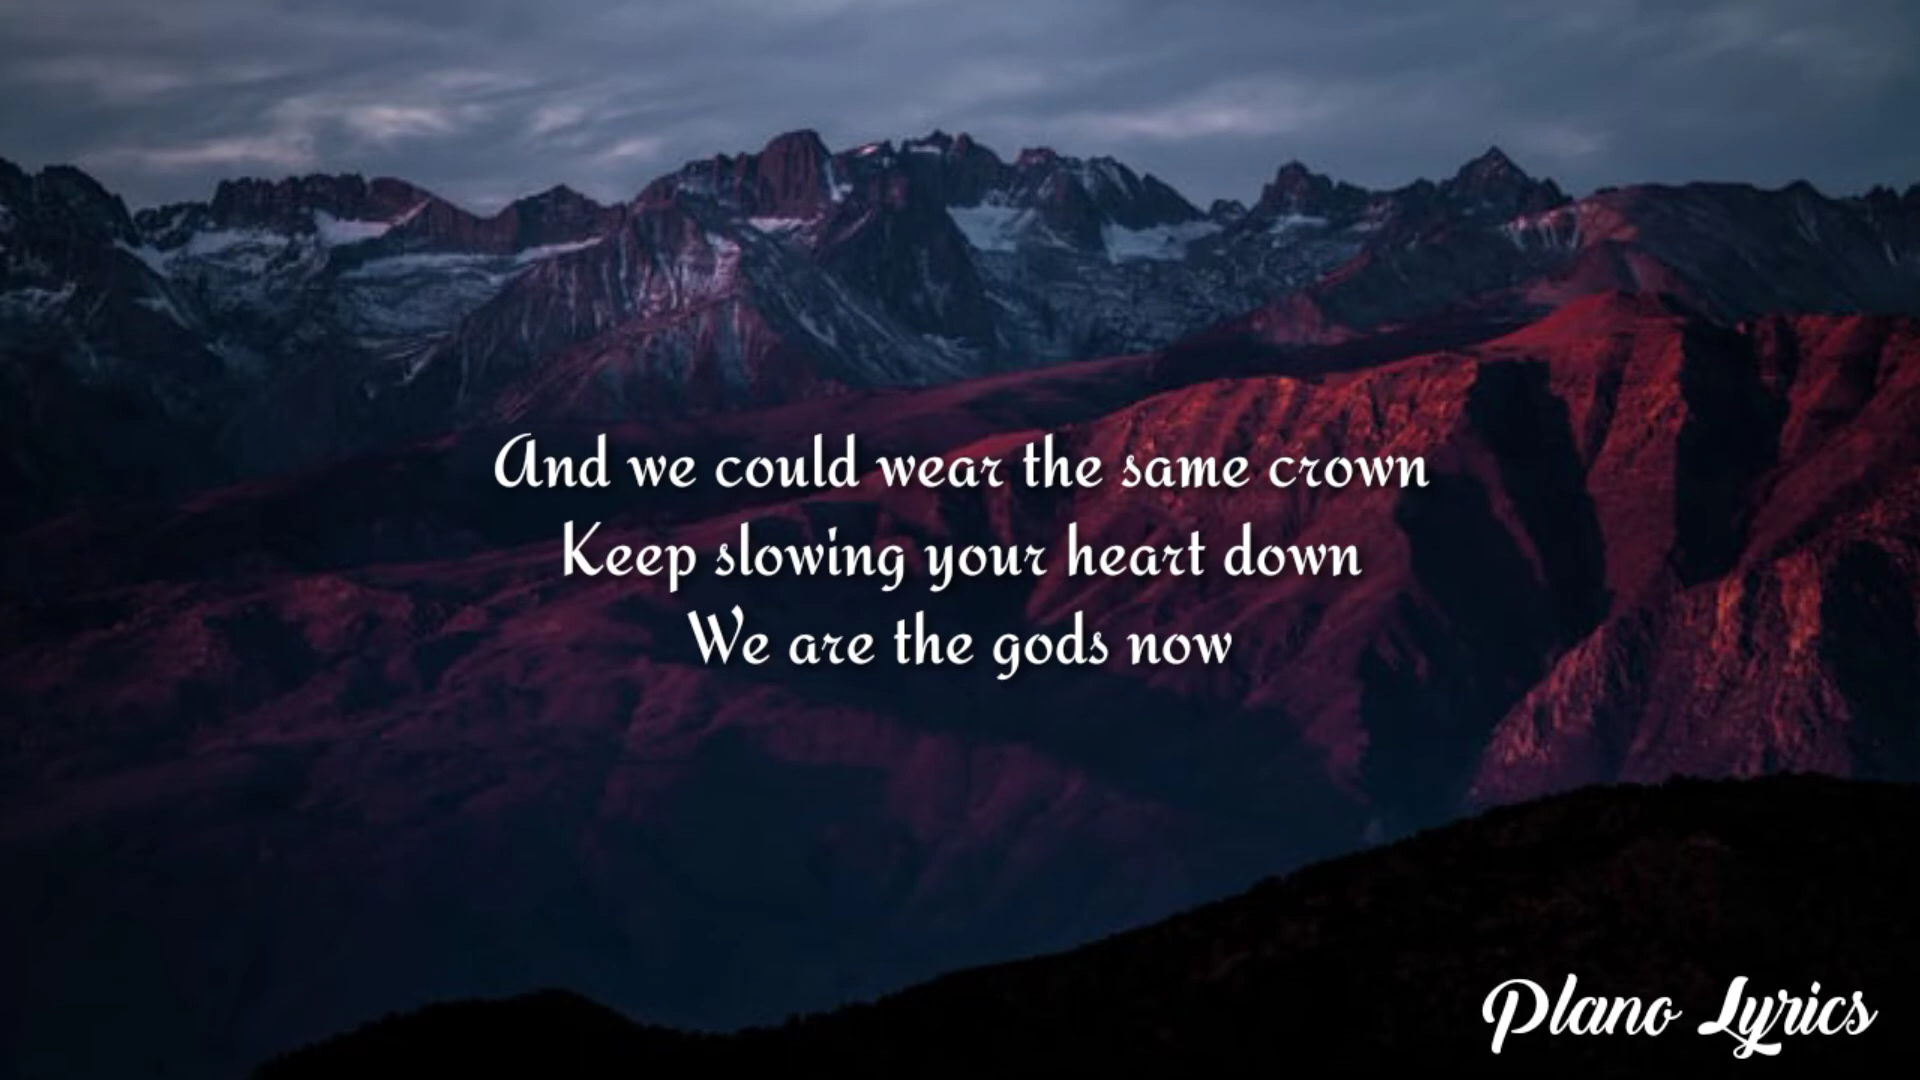 And we could wear the same crown
Keep slowing your heart down
We are the gods now
Plano Lyrics